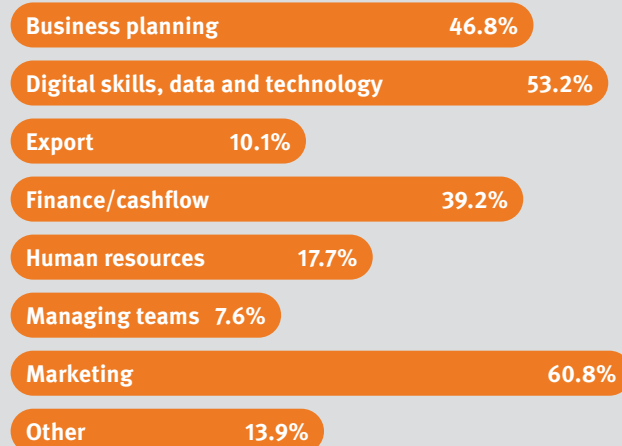 Business planning 46.8%
Digital skills, data and technology 53.2%
Export 10.1%
Finance/cashflow 39.2%
Human resources 17.7%
Managing teams 7.6%
Marketing 60.8%
Other 13.9%